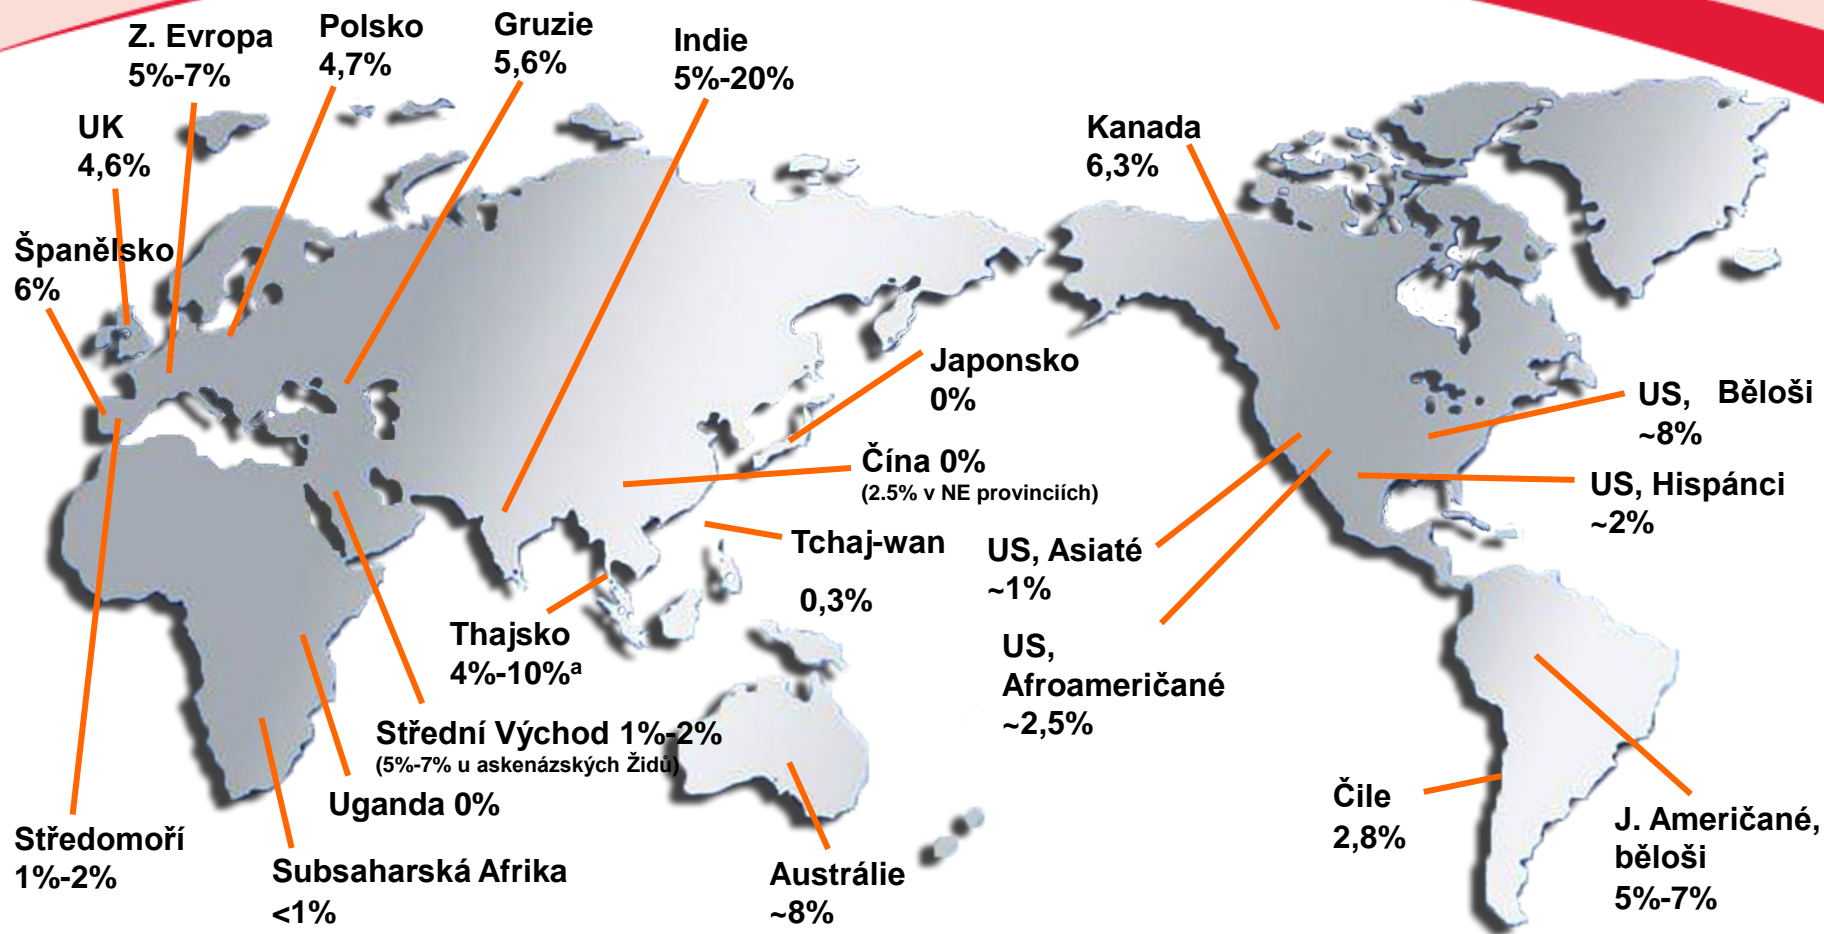 Z. Evropa
5%-7%
Polsko
4,7%
Gruzie
5,6%
Indie
5%-20%
UK
4,6%
Kanada
6,3%
Španělsko
6%
Japonsko
0%
US, Běloši
~8%
Čína 0%
(2.5% v NE provinciích)
US, Hispánci
~2%
Tchaj-wan
0,3%
US, Asiaté
~1%
Thajsko
4%-10%ª
US,
Afroameričané
~2,5%
Střední Východ 1%-2%
(5%-7% u askenázských Židů)
Uganda 0%
Čile
2,8%
J. Američané,
běloši
5%-7%
Středomoří
1%-2%
Subsaharská Afrika
<1%
Austrálie
~8%